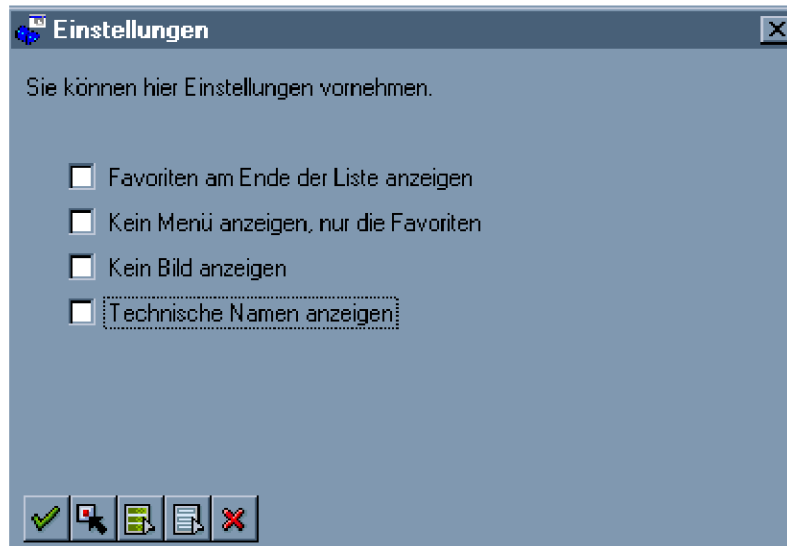 Einstellungen
Sie können hier Einstellungen vornehmen.
Favoriten am Ende der Liste anzeigen
Kein Menü anzeigen, nur die Favoriten
Kein Bild anzeigen
Technische Namen anzeigen